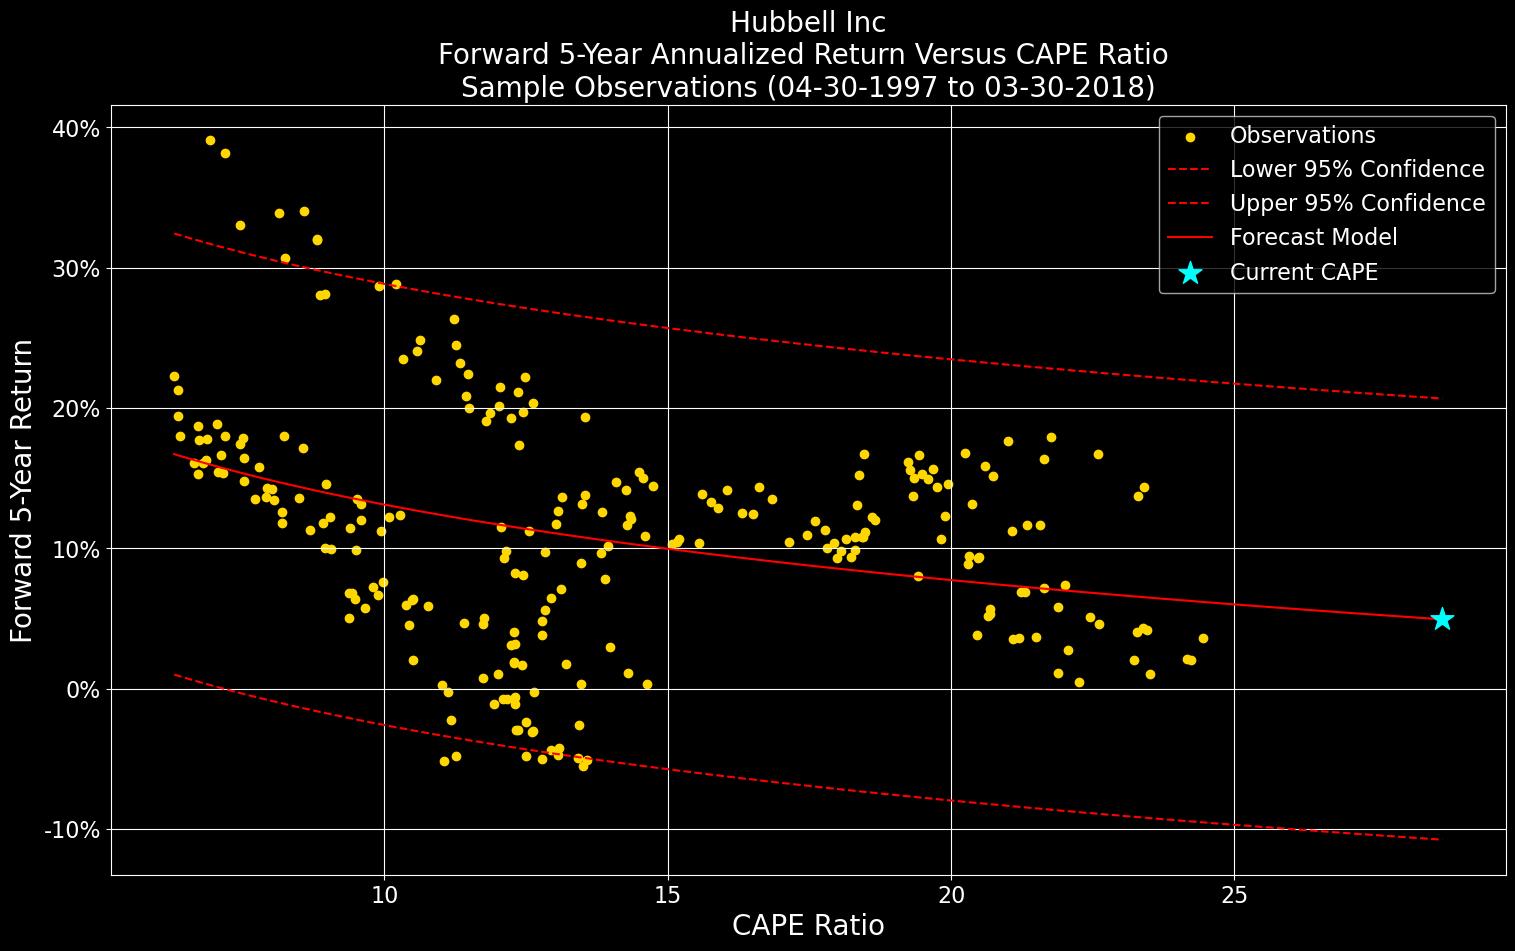 Hubbell Inc
Forward 5-Year Annualized Return Versus CAPE Ratio
Sample Observations (04-30-1997 to 03-30-2018)
40%
30%
20%
10%
0%
-10%
Forward 5-Year Return
Observations
Lower 95% Confidence
Upper 95% Confidence
Forecast Model
Current CAPE
10
15
20
25
CAPE Ratio